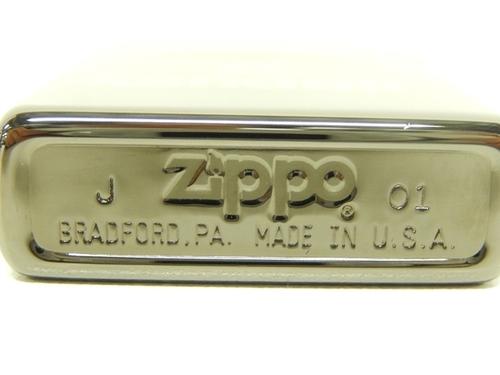 J Zippo® 01
BRADFORD, PA. MADE IN U.S.A.